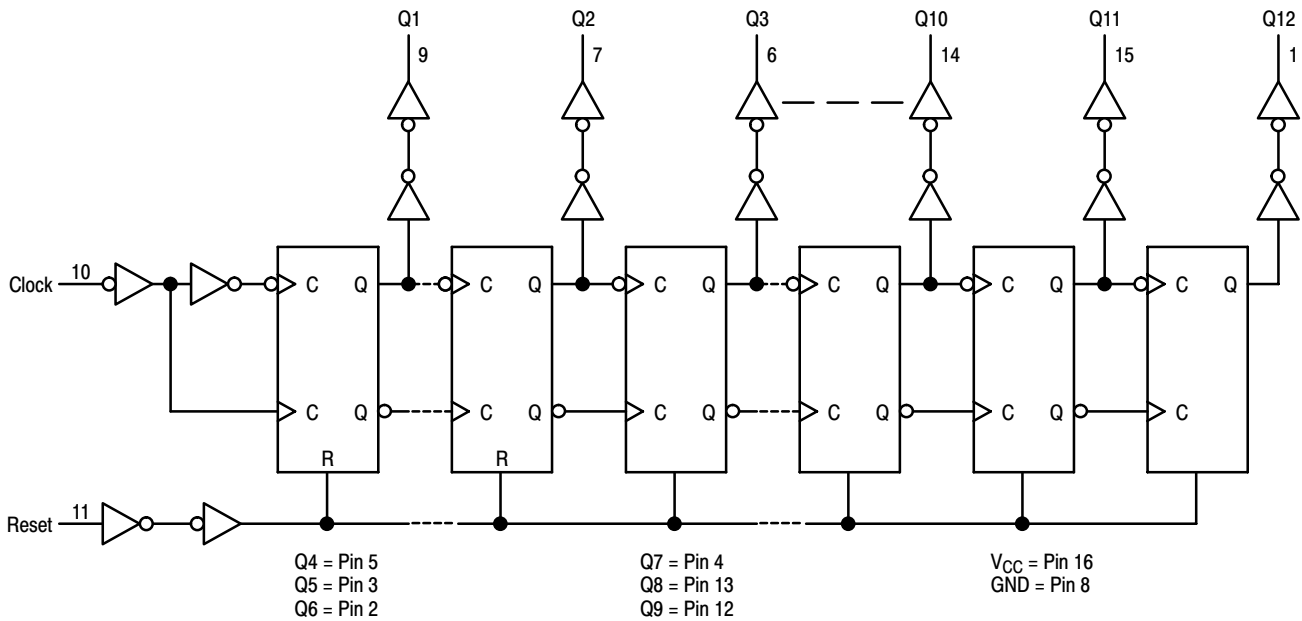 Q1 Q2 Q3 Q10 Q11 Q12
9 7 6 14 15 1
Clock 10 C Q C Q C Q C Q C Q C Q
C Q C Q C Q C Q C Q C
R R
Reset 11
Q4 = Pin 5
Q5 = Pin 3
Q6 = Pin 2
Q7 = Pin 4
Q8 = Pin 13
Q9 = Pin 12
VCC = Pin 16
GND = Pin 8